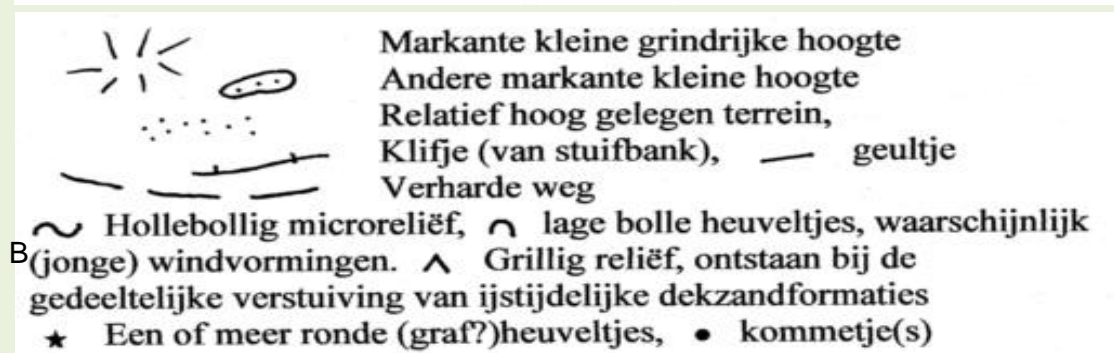 Markante kleine grindrijke hoogte
Andere markante kleine hoogte
Relatief hoog gelegen terrein,
Klifje (van stuifbank), geultje
Verharde weg
Hollebollig microreliëf, lage bolle heuveltjes, waarschijnlijk
B
(jonge) windvormingen. Grillig reliëf, ontstaan bij de
gedeeltelijke verstuiving van ijstijdelijke dekzandformaties
Een of meer ronde (graf?)heuveltjes, kommetje(s)